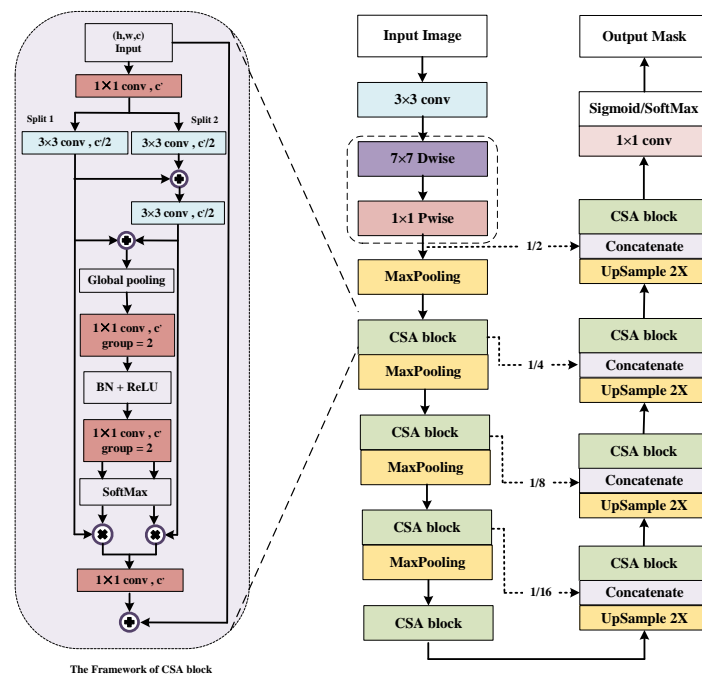 (h,w,c)
Input
1×1 conv , c'
Split 1
Split 2
3×3 conv , c'/2
3×3 conv , c'/2
3×3 conv , c'/2
Global pooling
1×1 conv , c'
group = 2
BN + ReLU
1×1 conv , c'
group = 2
SoftMax
1×1 conv , c'
The Framework of CSA block
Input Image
3×3 conv
7×7 Dwise
1×1 Pwise
MaxPooling
CSA block
MaxPooling
CSA block
MaxPooling
CSA block
MaxPooling
CSA block
1/2
1/4
1/8
1/16
Output Mask
Sigmoid/SoftMax
1×1 conv
CSA block
Concatenate
UpSample 2X
CSA block
Concatenate
UpSample 2X
CSA block
Concatenate
UpSample 2X
CSA block
Concatenate
UpSample 2X